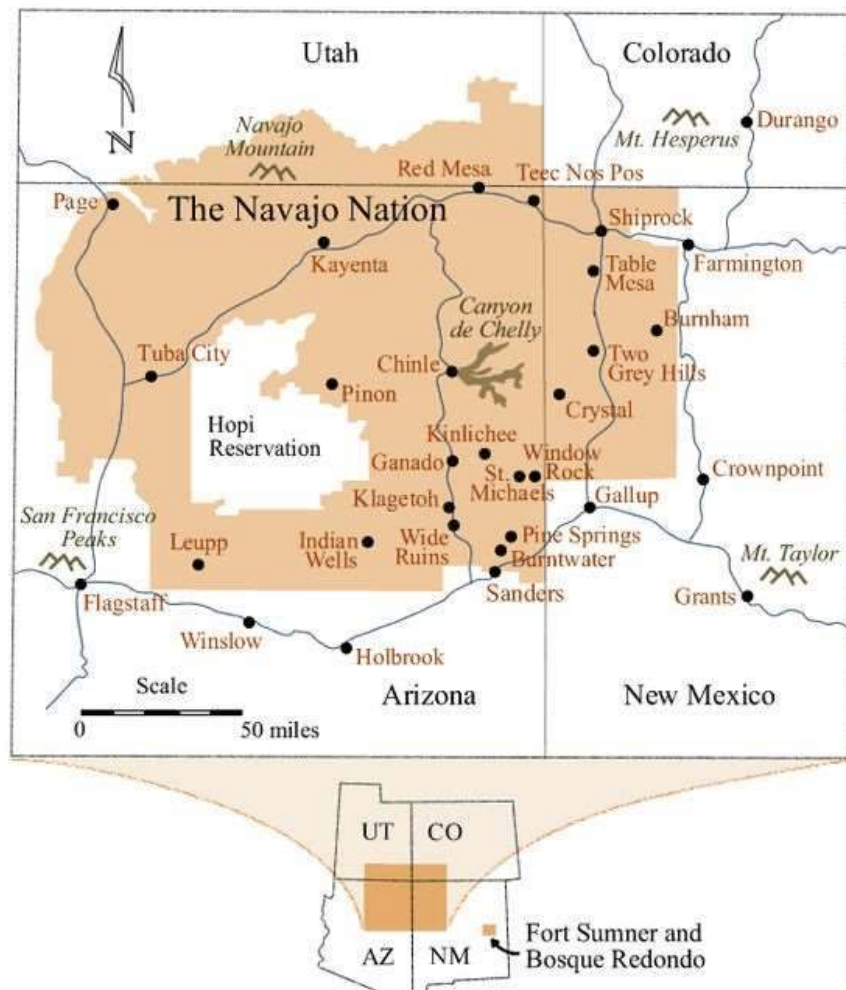 Utah
Colorado
Navajo
Mountain
Mt. Hesperus
Durango
N
Red Mesa
Teec Nos Pos
Page
The Navajo Nation
Shiprock
Kayenta
Farmington
Table
Mesa
Canyon
de Chelly
Burnham
Tuba City
Chinle
Two
Grey Hills
Pinon
Crystal
Hopi
Reservation
Kinlichee
Window
Rock
Ganado
St.
Michaels
Crownpoint
Klagetoh
Gallup
San Francisco
Peaks
Leupp
Indian
Wells
Wide
Ruins
Pine Springs
Burntwater
Mt. Taylor
Sanders
Flagstaff
Grants
Winslow
Holbrook
Scale
0
50 miles
Arizona
New Mexico
UT
CO
AZ
NM
Fort Sumner and
Bosque Redondo